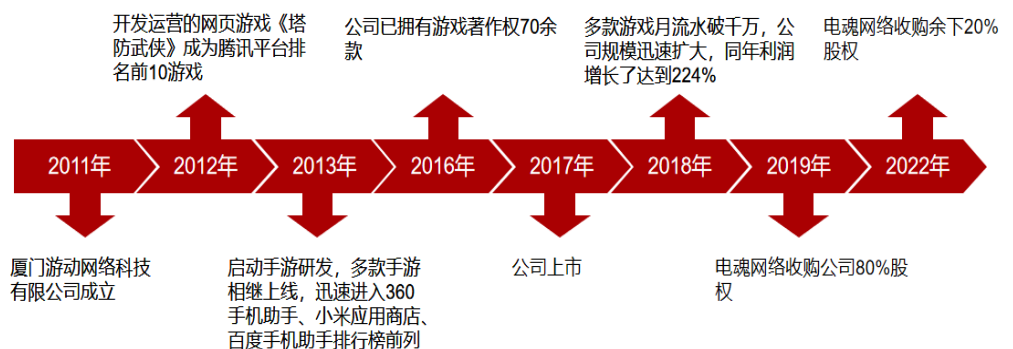 开发运营的网页游戏《塔
防武侠》成为腾讯平台排
名前10游戏
公司已拥有游戏著作权70余
款
多款游戏月流水破千万，公
司规模迅速扩大，同年利润
增长了达到224%
电魂网络收购余下20%
股权
2011年
2012年
2013年
2016年
2017年
2018年
2019年
2022年
厦门游动网络科技
有限公司成立
启动手游研发，多款手游
相继上线，迅速进入360
手机助手、小米应用商店、
百度手机助手排行榜前列
公司上市
电魂网络收购公司80%股
权